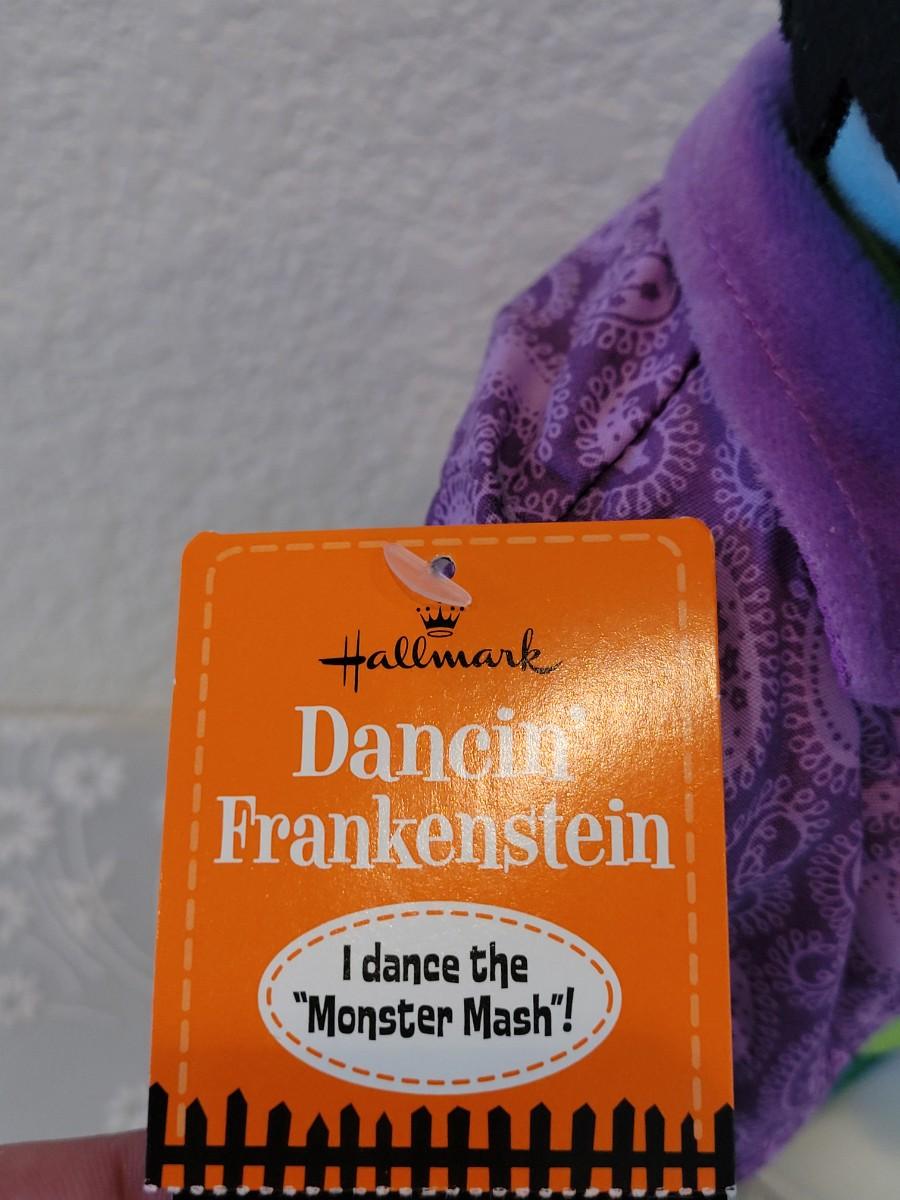 Hallmark
Dancin'
Frankenstein
I dance the
"Monster Mash"!